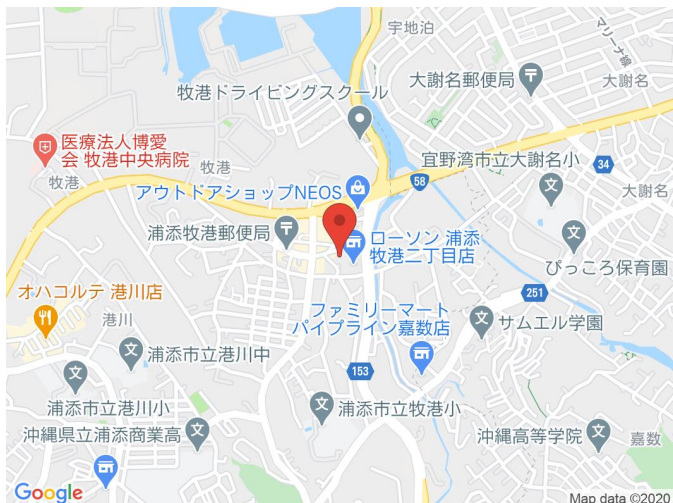 宇地泊
マリーナ線
大謝名郵便局
大謝名
牧港ドライビングスクール
医療法人博愛
会 牧港中央病院
牧港
牧港
宜野湾市立大謝名小
34
58
アウトドアショップNEOS
大謝名
浦添牧港郵便局
ローソン 浦添
牧港二丁目店
ぴっころ保育園
オハコルテ 港川店
251
港川
ファミリーマート
パイプライン嘉数店
サムエル学園
浦添市立港川中
153
浦添市立港川小
浦添市立牧港小
沖縄県立浦添商業高
沖縄高等学院
嘉数
Google
Map data ©2020